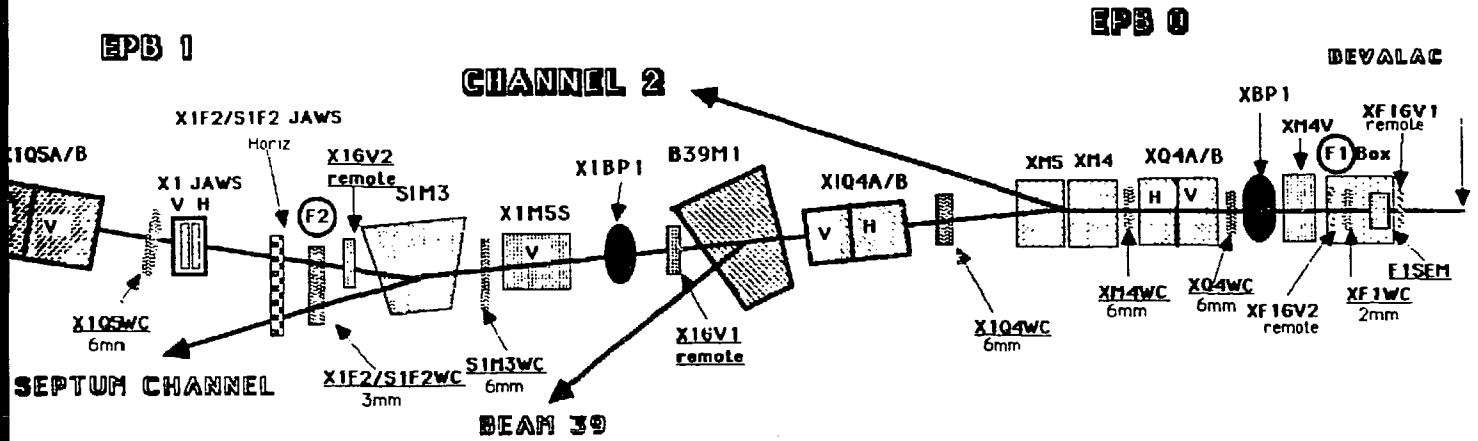 EPB 0
EPB 1
BEVALAC
CHANNEL 2
XBP1
X1F2/S1F2 JAWS
Horiz
XM4V
XF16V1
remote
X1Q5A/B
X16V2
remote
X1BP1
B39M1
XM5
XM4
XQ4A/B
F1
Box
X1 JAWS
V H
F2
S1M3
X1M5S
X1Q4A/B
H
V
V
V
V
H
X1Q5WC
6mm
X1F2/S1F2WC
3mm
S1M3WC
6mm
X16V1
remote
X1Q4WC
6mm
XM4WC
6mm
XQ4WC
6mm
XF16V2
remote
XF1WC
2mm
F1SEM
SEPTUM CHANNEL
BEAM 39